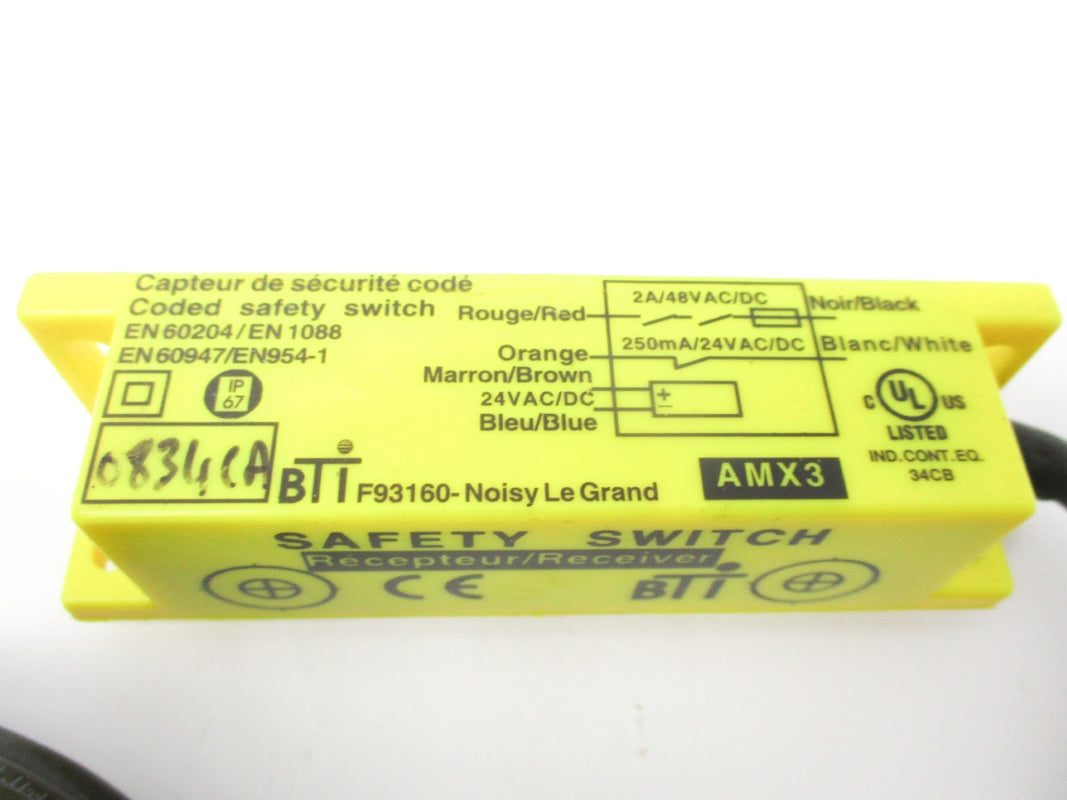 Capteur de sécurité codé
Coded safety switch
EN 60204 / EN 1088
EN 60947/EN954-1
IP
67
0834CA
BTI F93160 - Noisy Le Grand
Rouge/Red
2A/48VAC/DC
Noir/Black
Orange
250mA/24VAC/DC
Blanc/White
Marron/Brown
24VAC/DC
+
−
Bleu/Blue
AMX3
C UL US
LISTED
IND.CONT.EQ.
34CB
SAFETY SWITCH
Récepteur/Receiver
CE
BTI